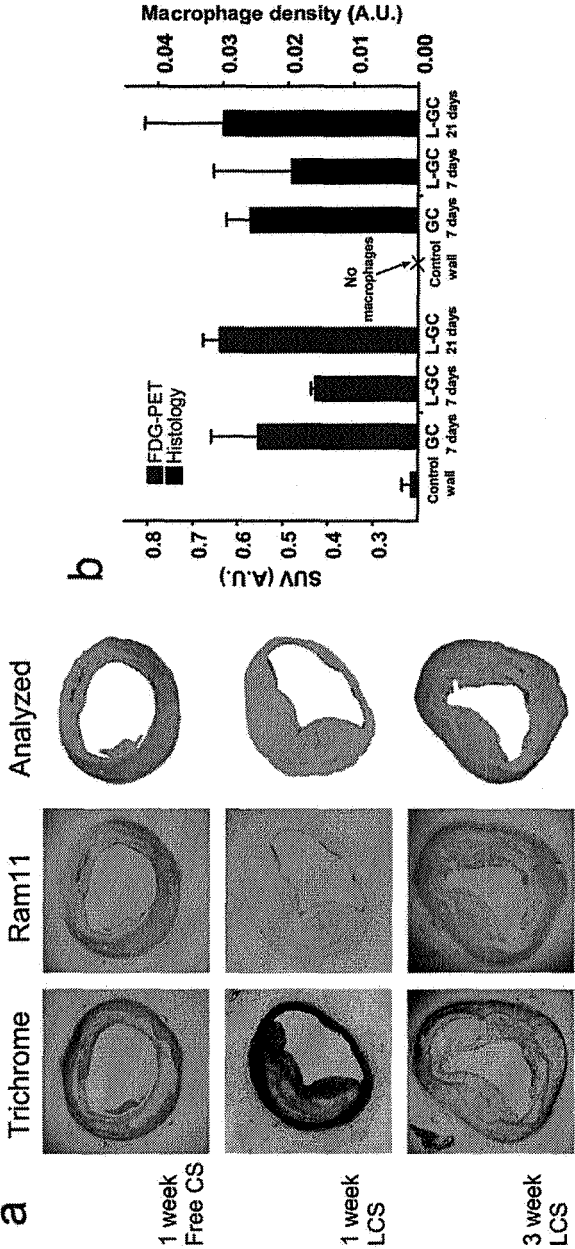 a
Trichrome
Ram11
Analyzed
1 week
Free CS
1 week
LCS
3 week
LCS
b
FDG-PET
Histology
SUV (A.U.)
0.8
0.7
0.6
0.5
0.4
0.3
Macrophage density (A.U.)
0.04
0.03
0.02
0.01
0.00
No
macrophages
Control GC L-GC L-GC Control GC L-GC L-GC
wall 7 days 7 days 21 days wall 7 days 7 days 21 days